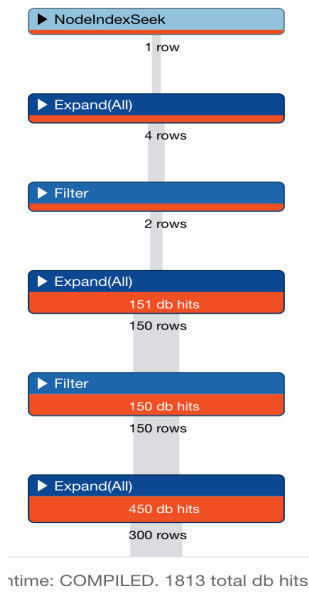 NodeIndexSeek
1 row
Expand(All)
4 rows
Filter
2 rows
Expand(All)
151 db hits
150 rows
Filter
150 db hits
150 rows
Expand(All)
450 db hits
300 rows
ntime: COMPILED. 1813 total db hits